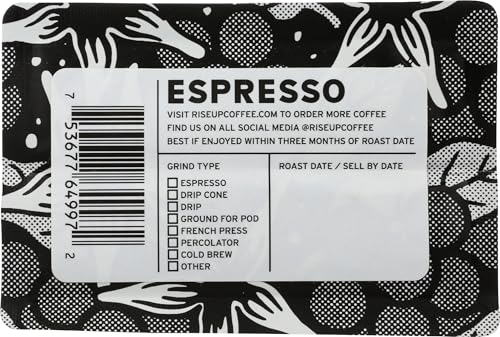 ESPRESSO
VISIT RISEUPCOFFEE.COM TO ORDER MORE COFFEE
FIND US ON ALL SOCIAL MEDIA @RISEUPCOFFEE
BEST IF ENJOYED WITHIN THREE MONTHS OF ROAST DATE
GRIND TYPE
ESPRESSO
DRIP CONE
DRIP
GROUND FOR POD
FRENCH PRESS
PERCOLATOR
COLD BREW
OTHER
ROAST DATE / SELL BY DATE
7 53677 64997 2